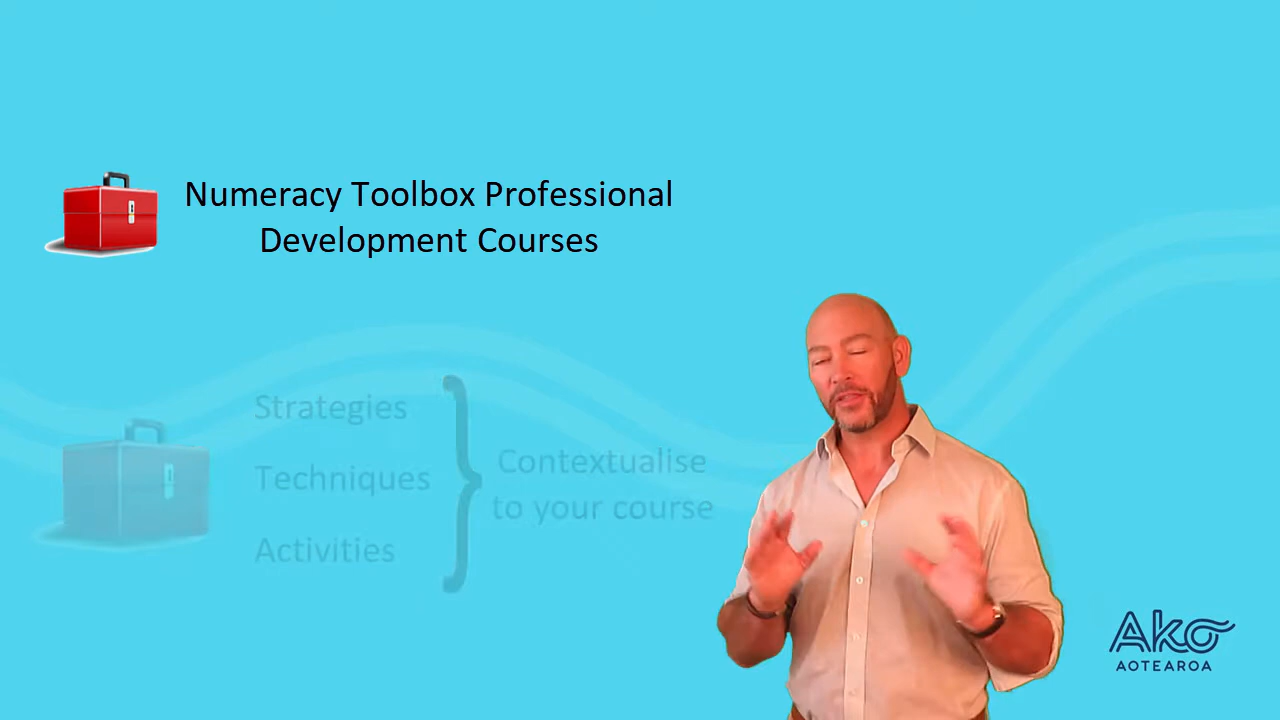 Numeracy Toolbox Professional
Development Courses
Strategies
Techniques
Activities
Contextualise
to your course
Ako
AOTEAROA